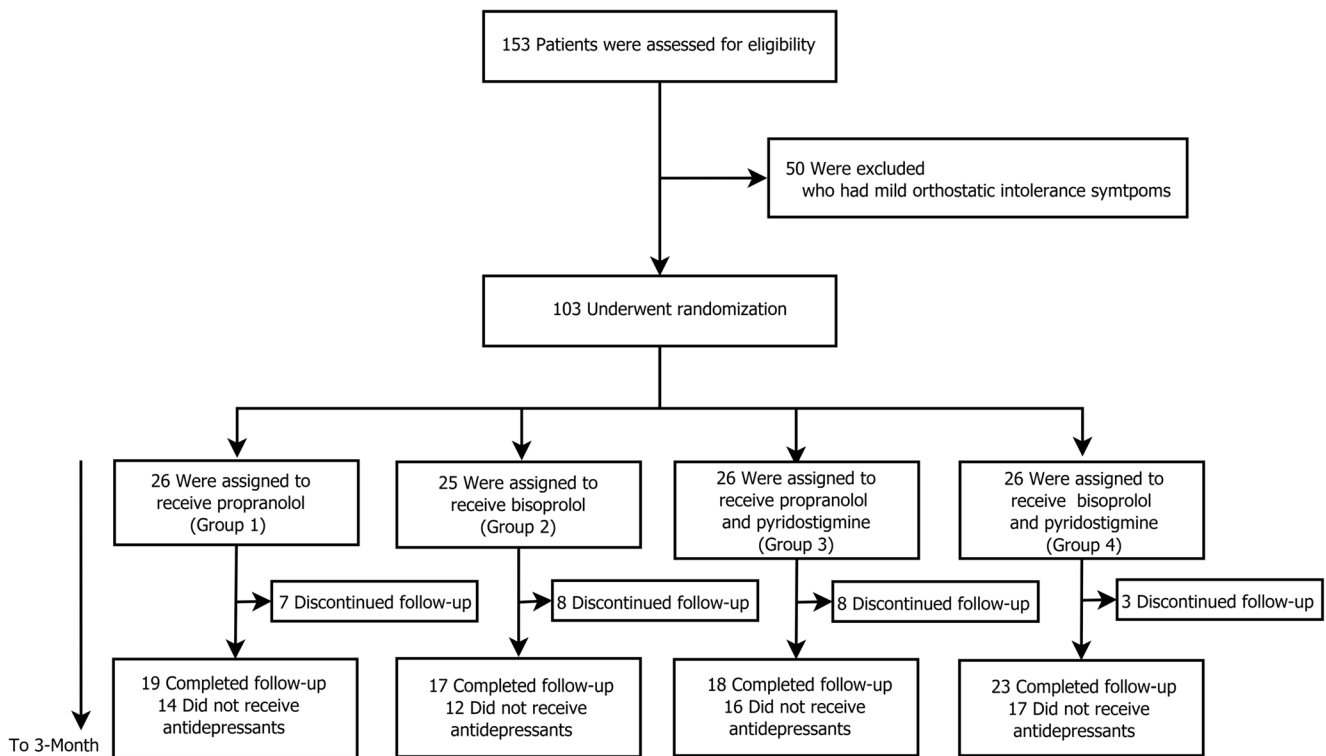 153 Patients were assessed for eligibility
50 Were excluded
who had mild orthostatic intolerance symtpoms
103 Underwent randomization
26 Were assigned to
receive propranolol
(Group 1)
25 Were assigned to
receive bisoprolol
(Group 2)
26 Were assigned to
receive propranolol
and pyridostigmine
(Group 3)
26 Were assigned to
receive bisoprolol
and pyridostigmine
(Group 4)
7 Discontinued follow-up
8 Discontinued follow-up
8 Discontinued follow-up
3 Discontinued follow-up
19 Completed follow-up
14 Did not receive
antidepressants
17 Completed follow-up
12 Did not receive
antidepressants
18 Completed follow-up
16 Did not receive
antidepressants
23 Completed follow-up
17 Did not receive
antidepressants
To 3-Month